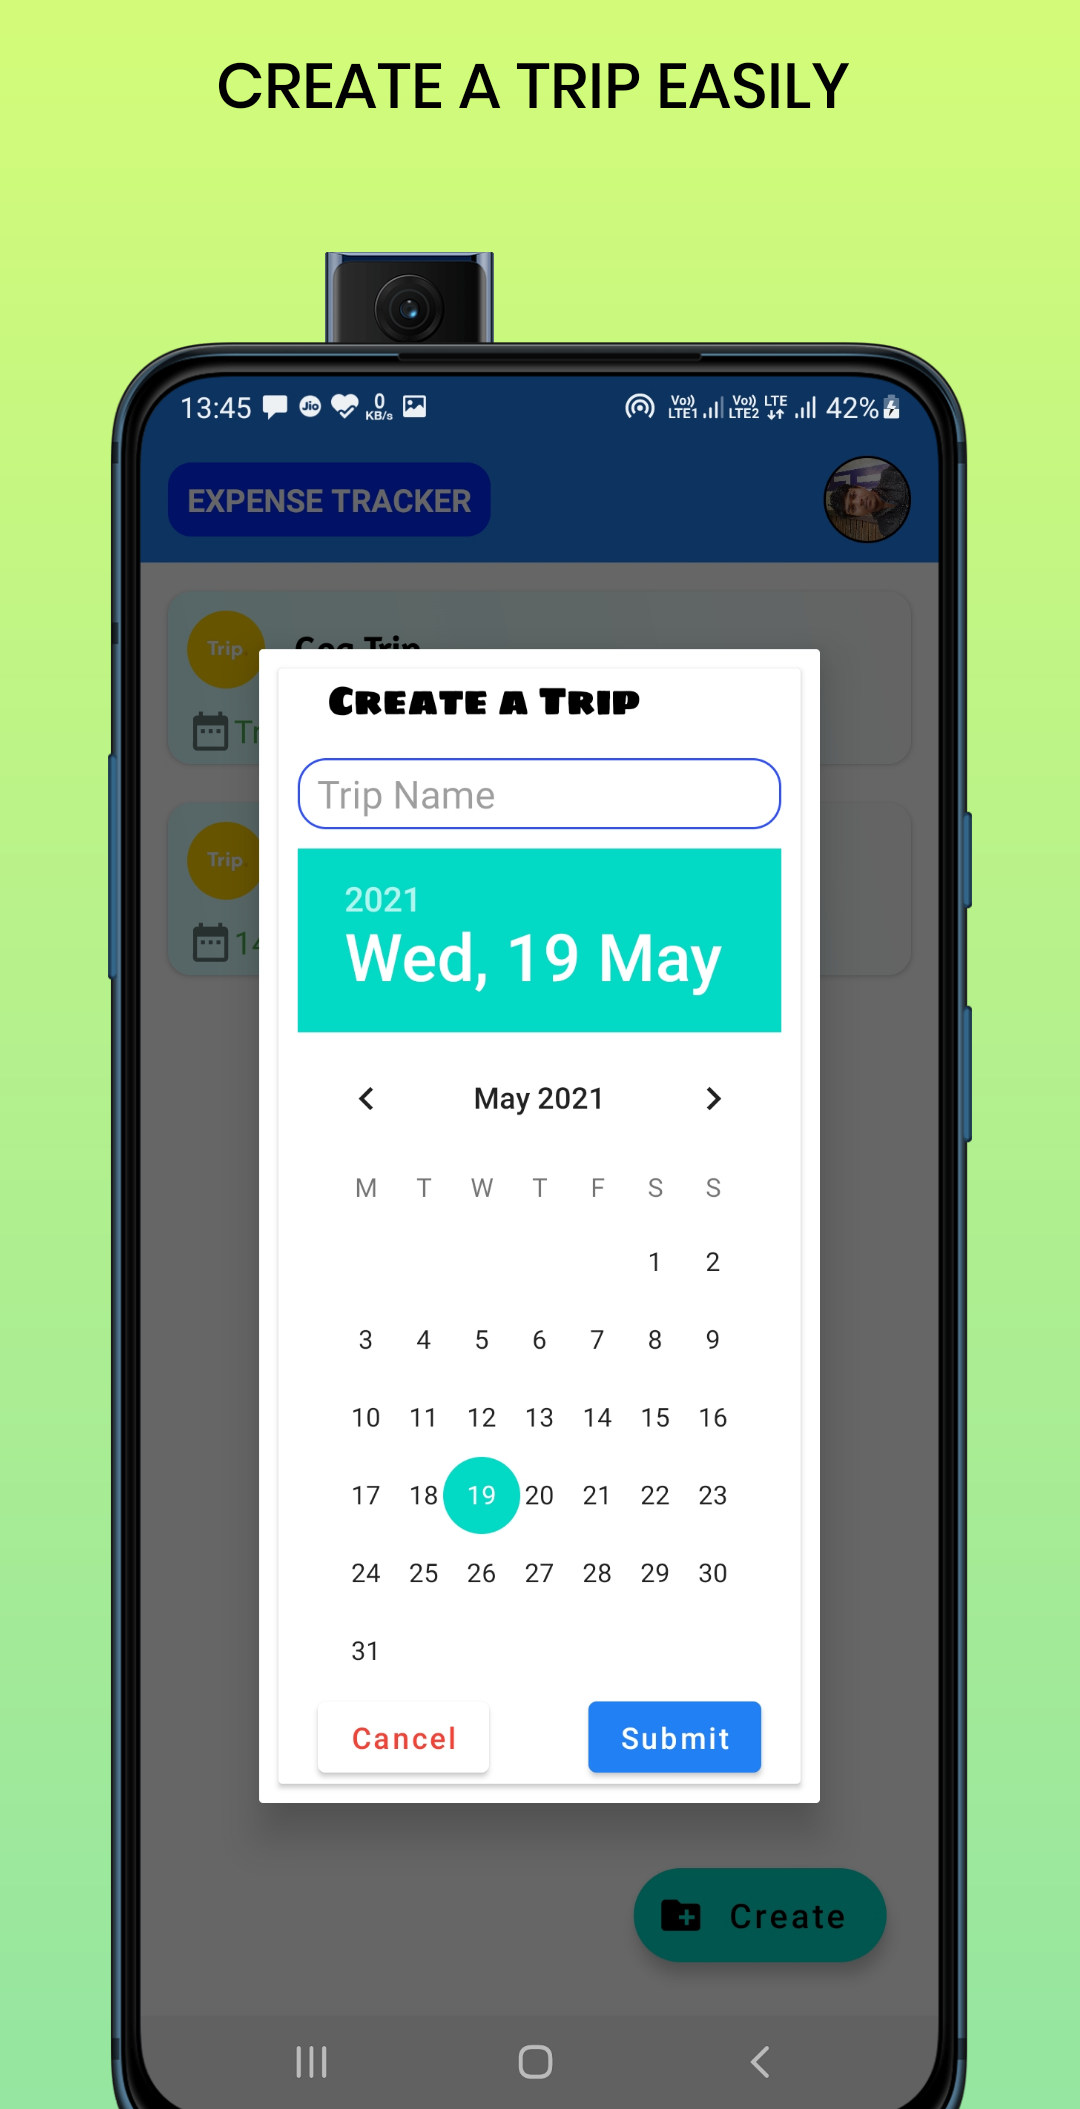 CREATE A TRIP EASILY
13:45 Jio 0 KB/s Vo)) LTE1 Vo)) LTE2 LTE 42%
EXPENSE TRACKER
Trip
Goa Trip
Create a Trip
Trip Name
Trip
2021
Wed, 19 May
May 2021
M T W T F S S
1 2
3 4 5 6 7 8 9
10 11 12 13 14 15 16
17 18 19 20 21 22 23
24 25 26 27 28 29 30
31
Cancel Submit
Create